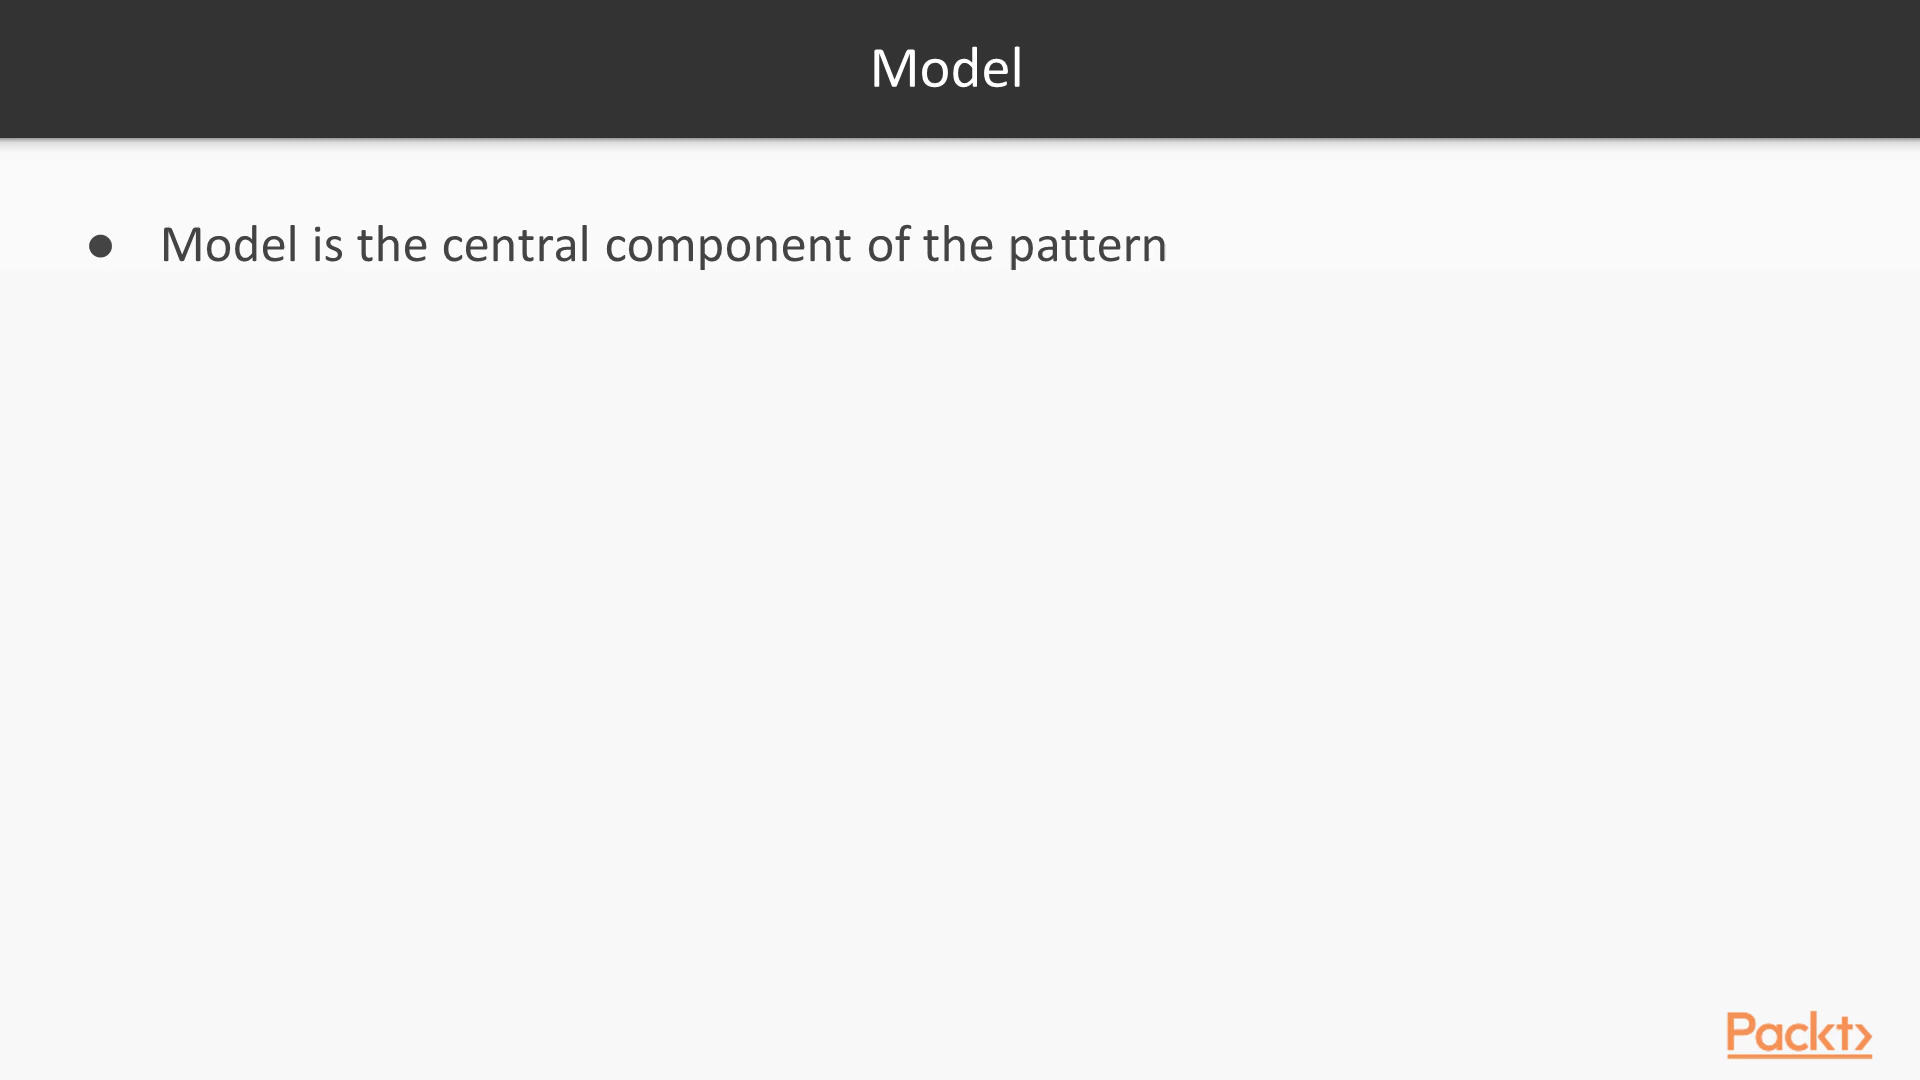 Model
● Model is the central component of the pattern
Packt>